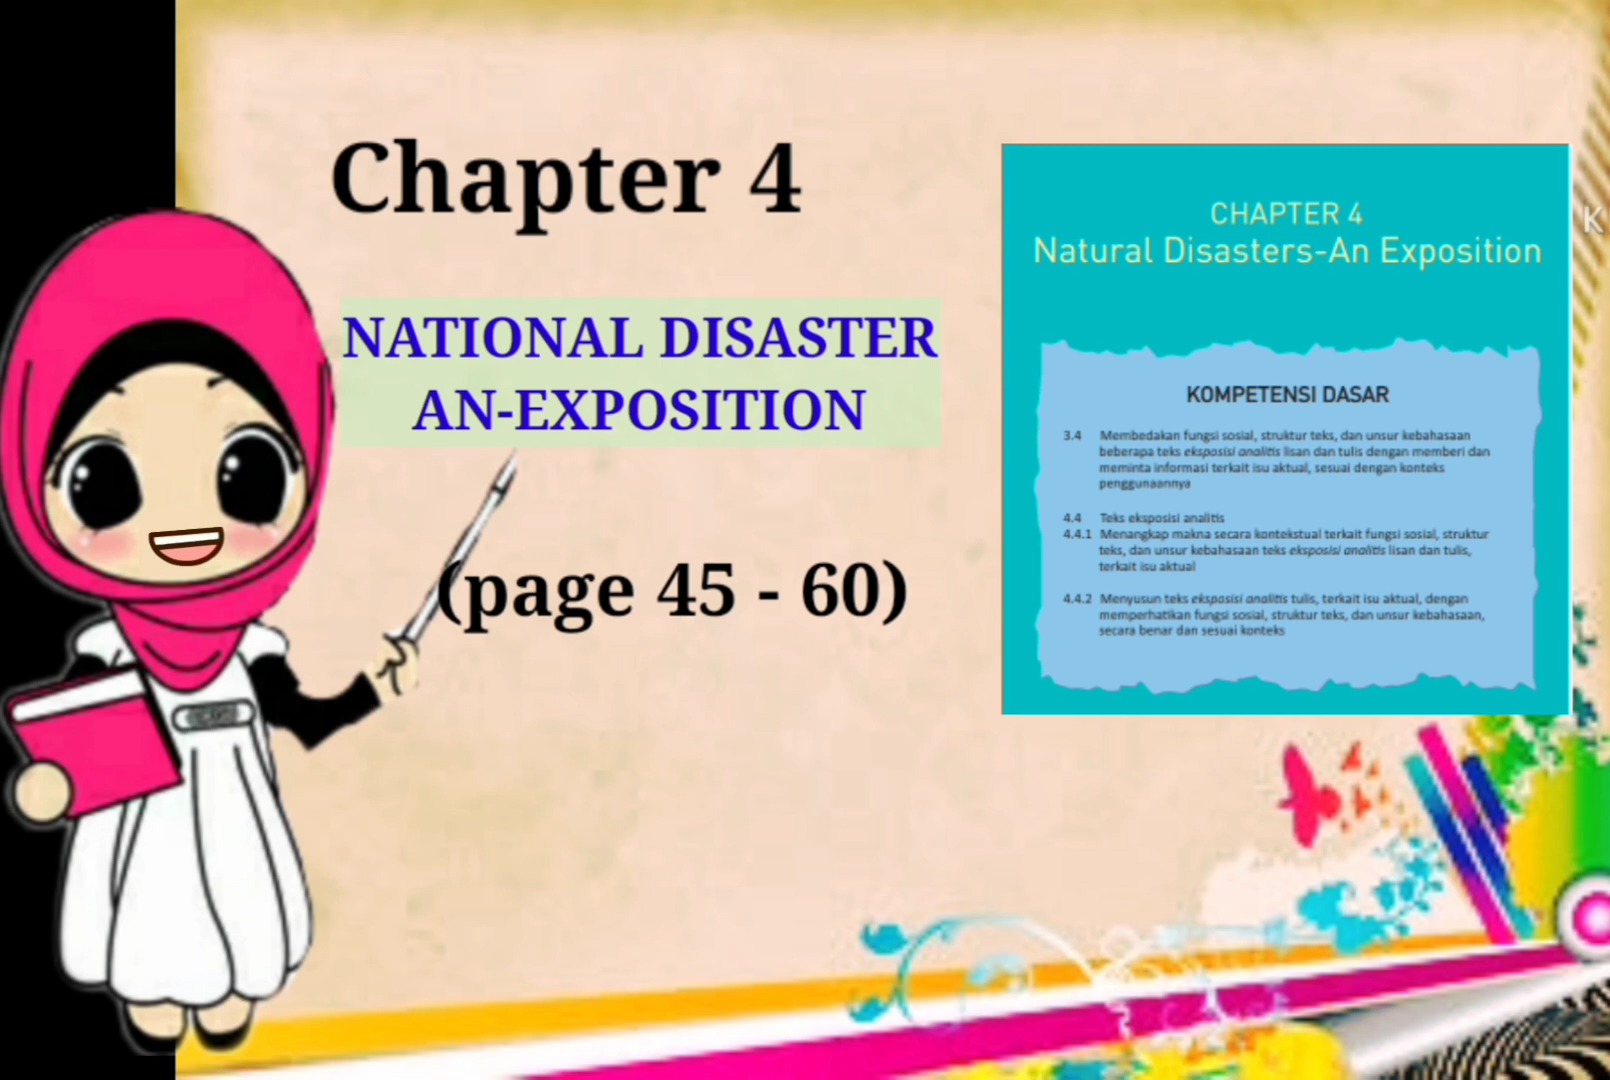 Chapter 4
NATIONAL DISASTER
AN-EXPOSITION
(page 45 - 60)
CHAPTER 4
Natural Disasters-An Exposition
KOMPETENSI DASAR
3.4 Membedakan fungsi sosial, struktur teks, dan unsur kebahasaan
beberapa teks eksposisi analitis lisan dan tulis dengan memberi dan
meminta informasi terkait isu aktual, sesuai dengan konteks
penggunaannya
4.4 Teks eksposisi analitis
4.4.1 Menangkap makna secara kontekstual terkait fungsi sosial, struktur
teks, dan unsur kebahasaan teks eksposisi analitis lisan dan tulis,
terkait isu aktual
4.4.2 Menyusun teks eksposisi analitis tulis, terkait isu aktual, dengan
memperhatikan fungsi sosial, struktur teks, dan unsur kebahasaan,
secara benar dan sesuai konteks
K